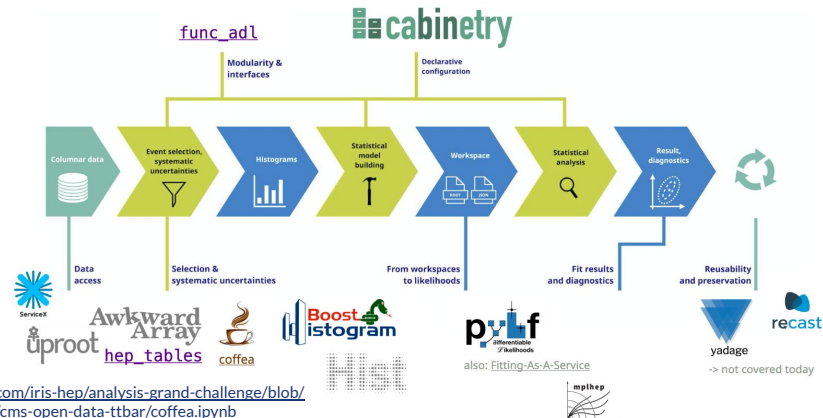 func_adl
cabinetry
Modularity &
interfaces
Declarative
configuration
Columnar data
Event selection,
systematic
uncertainties
Histograms
Statistical
model
building
Workspace
ROOT
JSON
Statistical
analysis
Result,
diagnostics
Data
access
Selection &
systematic uncertainties
From workspaces
to likelihoods
Fit results
and diagnostics
Reusability
and preservation
ServiceX
Awkward
Array
uproot
hep_tables
coffea
Boost
Histogram
Hist
pyhf
differentiable
Likelihoods
also: Fitting-As-A-Service
mplhep
yadage
recast
-> not covered today
com/iris-hep/analysis-grand-challenge/blob/
/cms-open-data-ttbar/coffea.ipynb